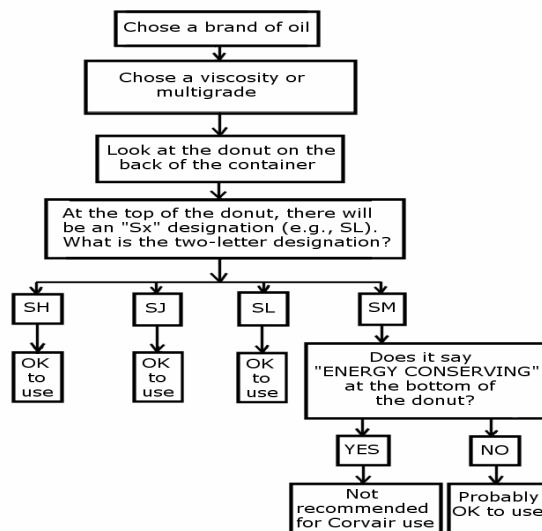 Chose a brand of oil
Chose a viscosity or
multigrade
Look at the donut on the
back of the container
At the top of the donut, there will
be an "Sx" designation (e.g., SL).
What is the two-letter designation?
SH
SJ
SL
SM
OK
to
use
OK
to
use
OK
to
use
Does it say
"ENERGY CONSERVING"
at the bottom of
the donut?
YES
NO
Not
recommended
for Corvair use
Probably
OK to use